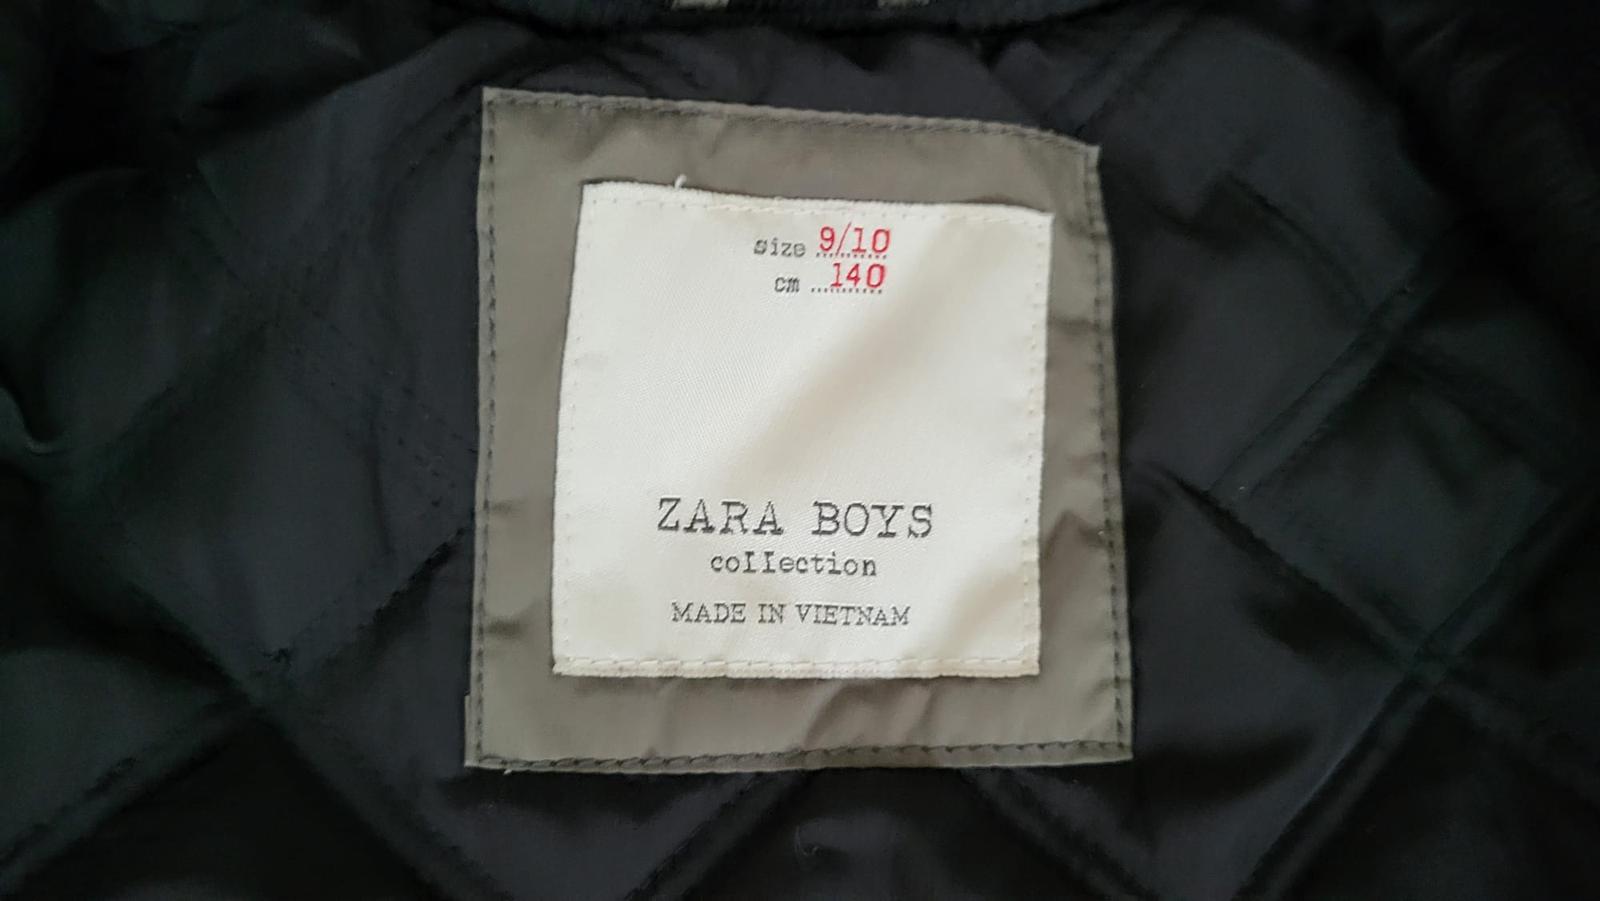 size 9/10
cm 140
ZARA BOYS
collection
MADE IN VIETNAM